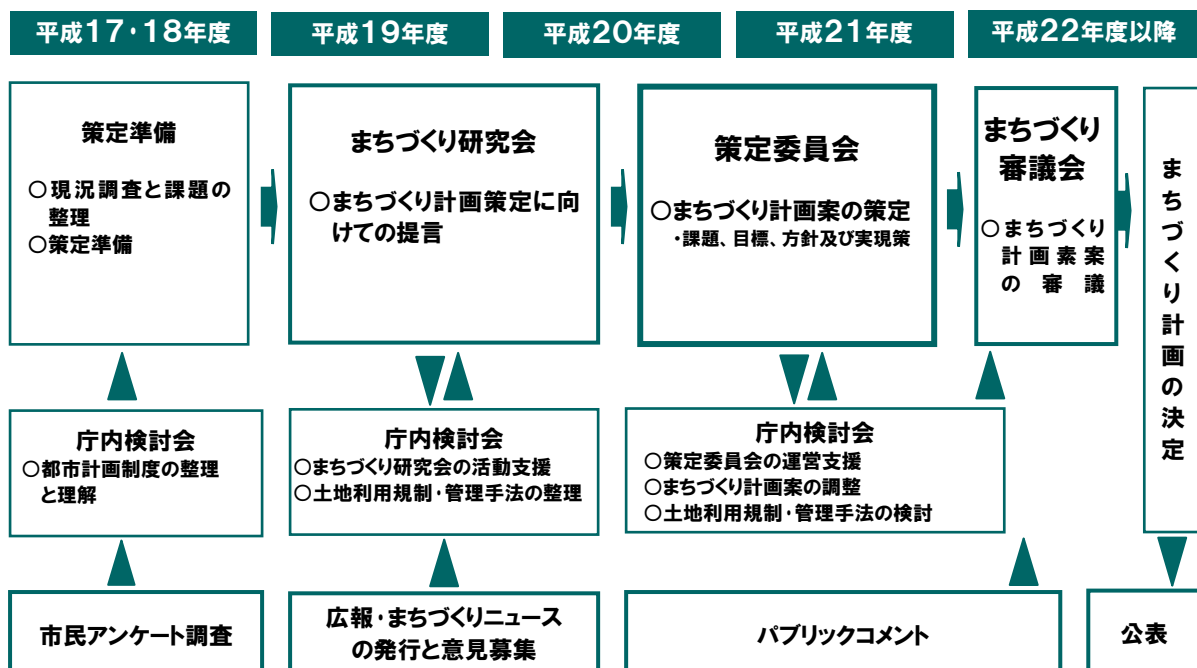 平成17・18年度
平成19年度
平成20年度
平成21年度
平成22年度以降
策定準備
○現況調査と課題の
整理
○策定準備
まちづくり研究会
○まちづくり計画策定に向
けての提言
策定委員会
○まちづくり計画案の策定
・課題、目標、方針及び実現策
まちづくり
審議会
○まちづくり
計画素案
の審議
まちづくり計画の決定
庁内検討会
○都市計画制度の整理
と理解
庁内検討会
○まちづくり研究会の活動支援
○土地利用規制・管理手法の整理
庁内検討会
○策定委員会の運営支援
○まちづくり計画案の調整
○土地利用規制・管理手法の検討
市民アンケート調査
広報・まちづくりニュース
の発行と意見募集
パブリックコメント
公表